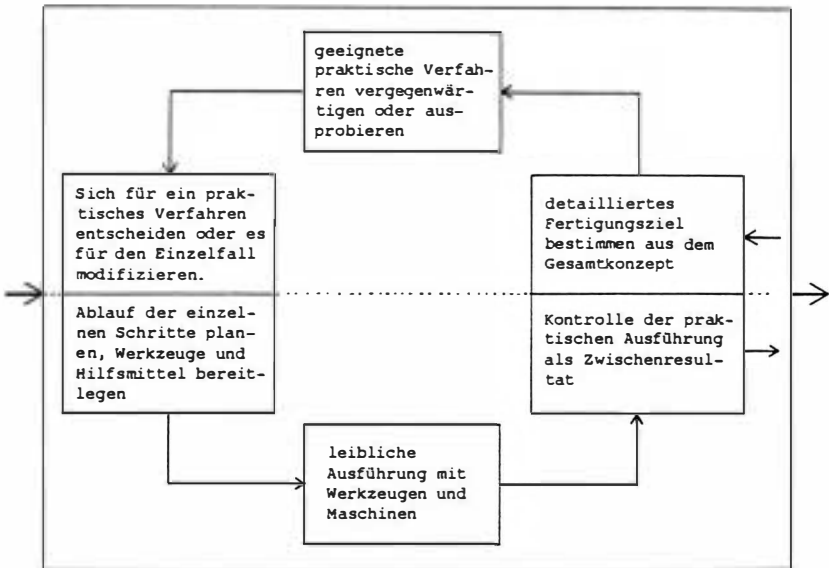 geeignete
praktische Verfah-
ren vergegenwär-
tigen oder aus-
probieren
Sich für ein prak-
tisches Verfahren
entscheiden oder es
für den Einzelfall
modifizieren.
detailliertes
Fertigungsziel
bestimmen aus dem
Gesamtkonzept
Ablauf der einzel-
nen Schritte plan-
en, Werkzeuge und
Hilfsmittel bereit-
legen
Kontrolle der prak-
tischen Ausführung
als Zwischenresul-
tat
leibliche
Ausführung mit
Werkzeugen und
Maschinen